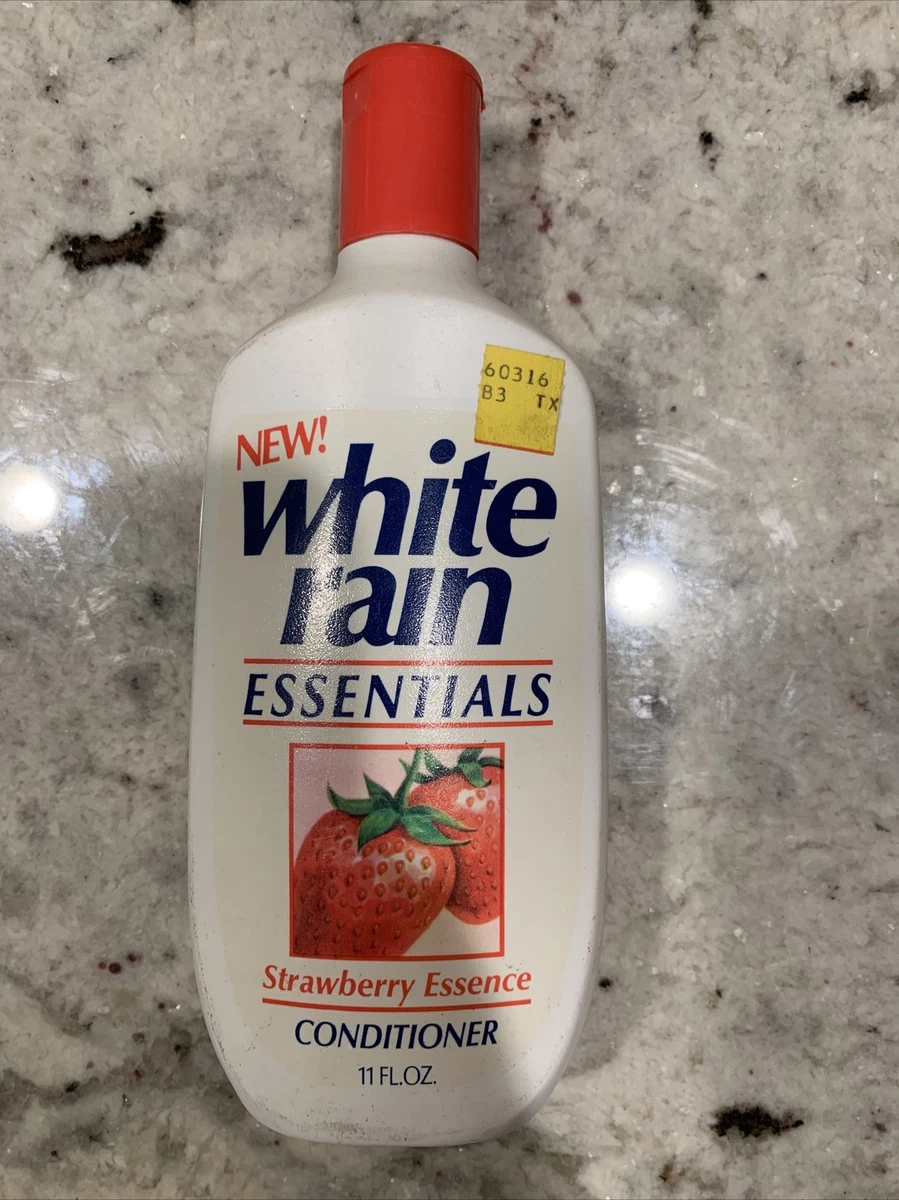 60316
B3 TX
NEW!
white
rain
ESSENTIALS
Strawberry Essence
CONDITIONER
11 FL.OZ.